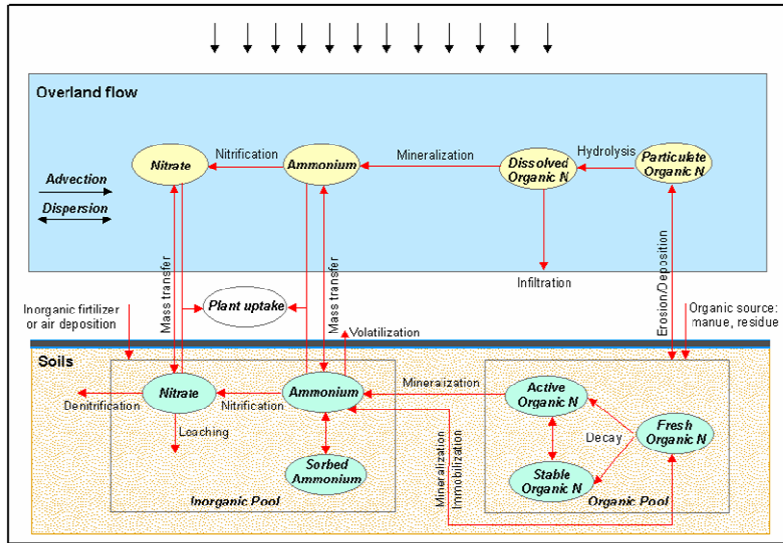 Overland flow
Nitrate
Nitrification
Ammonium
Mineralization
Dissolved
Organic N
Hydrolysis
Particulate
Organic N
Advection
Dispersion
Infiltration
Mass transfer
Plant uptake
Mass transfer
Erosion/Deposition
Inorganic firtilizer
or air deposition
Volatilization
Organic source:
manue, residue
Soils
Nitrate
Nitrification
Ammonium
Mineraization
Active
Organic N
Denitrification
Loaching
Decay
Fresh
Organic N
Sorbed
Ammonium
Mineralization
Immobilization
Stable
Organic N
Inorganic Pool
Organic Pool